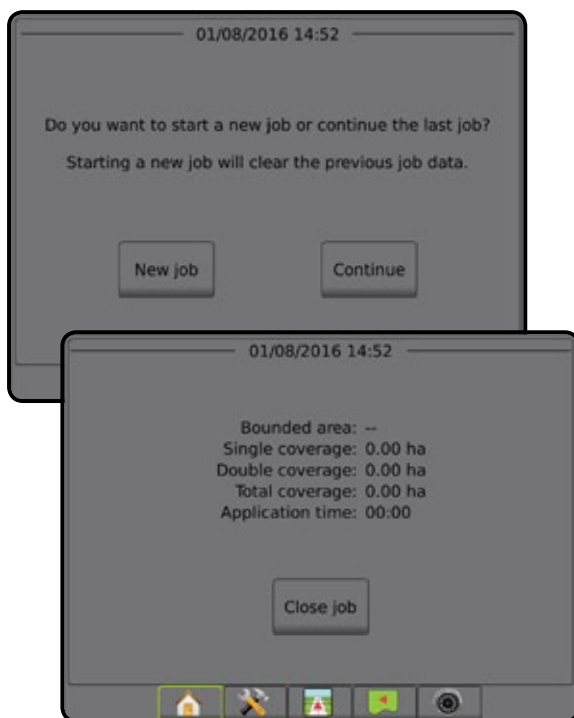 01/08/2016 14:52
Do you want to start a new job or continue the last job?
Starting a new job will clear the previous job data.
New job
Continue
01/08/2016 14:52
Bounded area: --
Single coverage: 0.00 ha
Double coverage: 0.00 ha
Total coverage: 0.00 ha
Application time: 00:00
Close job